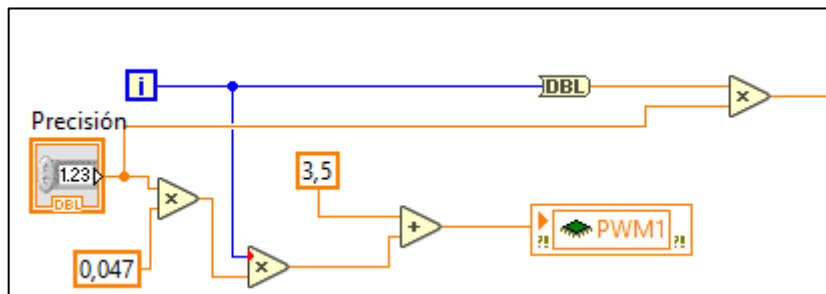 i
DBL
×
Precisión
1.23
DBL
×
3,5
+
?! PWM1 ?!
0,047
×